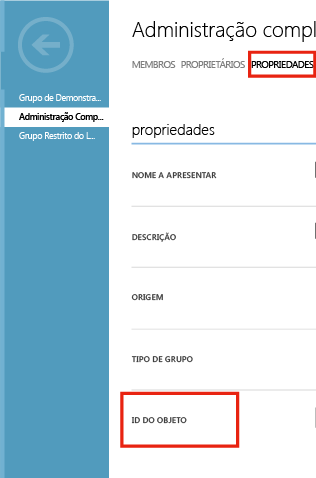 Administração compl
MEMBROS PROPRIETÁRIOS PROPRIEDADES
Grupo de Demonstra...
Administração Comp...
Grupo Restrito do L...
propriedades
NOME A APRESENTAR
DESCRIÇÃO
ORIGEM
TIPO DE GRUPO
ID DO OBJETO